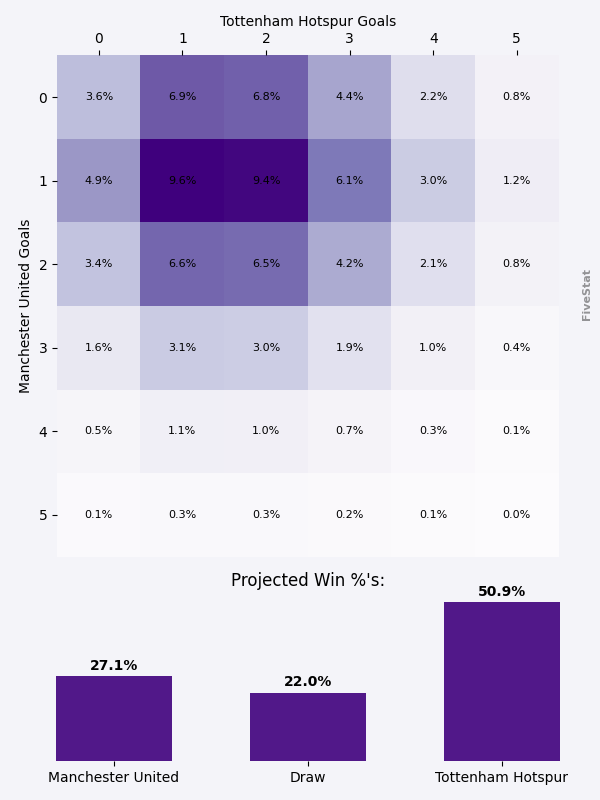 Tottenham Hotspur Goals
0 1 2 3 4 5
0 3.6% 6.9% 6.8% 4.4% 2.2% 0.8%
1 4.9% 9.6% 9.4% 6.1% 3.0% 1.2%
2 3.4% 6.6% 6.5% 4.2% 2.1% 0.8%
3 1.6% 3.1% 3.0% 1.9% 1.0% 0.4%
4 0.5% 1.1% 1.0% 0.7% 0.3% 0.1%
5 0.1% 0.3% 0.3% 0.2% 0.1% 0.0%
Manchester United Goals
FiveStat
Projected Win %'s:
27.1% 22.0% 50.9%
Manchester United Draw Tottenham Hotspur